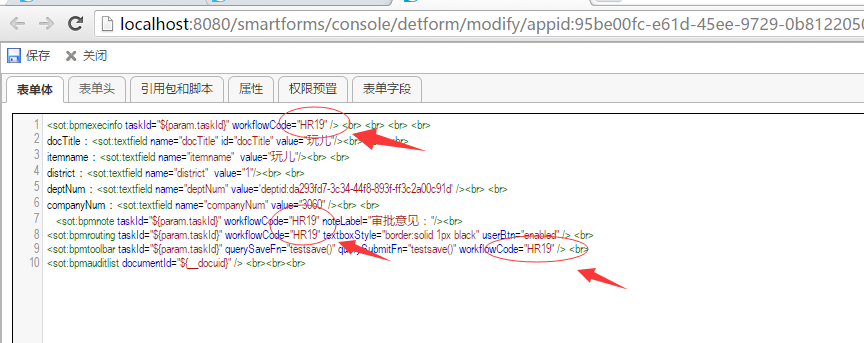 localhost:8080/smartforms/console/detform/modify/appid:95be00fc-e61d-45ee-9729-0b8122050
保存 关闭
表单体 表单头 引用包和脚本 属性 权限预置 表单字段
1 <sot:bpmexecinfo taskId="${param.taskId}" workflowCode="HR19" /> <br> <br> <br> <br>
2 docTitle：<sot:textfield name="docTitle" id="docTitle" value="玩儿"/><br> <br>
3 itemname：<sot:textfield name="itemname"  value="玩儿"/><br> <br>
4 district：<sot:textfield name="district"  value="1"/><br> <br>
5 deptNum：<sot:textfield name="deptNum" value='deptid:da293fd7-3c34-44f8-893f-ff3c2a00c91d' /><br> <br>
6 companyNum：<sot:textfield name="companyNum" value="3060" /><br> <br>
7 <sot:bpmnote taskId="${param.taskId}" workflowCode="HR19" noteLabel="审批意见："/><br>
8 <sot:bpmrouting taskId="${param.taskId}" workflowCode="HR19" textboxStyle="border:solid 1px black" userBtn="enabled" /><br> <br>
9 <sot:bpmtoolbar taskId="${param.taskId}" querySaveFn="testsave()" querySubmitFn="testsave()" workflowCode="HR19" /> <br>
10 <sot:bpmauditlist documentId="${__docuid}" /> <br><br><br>